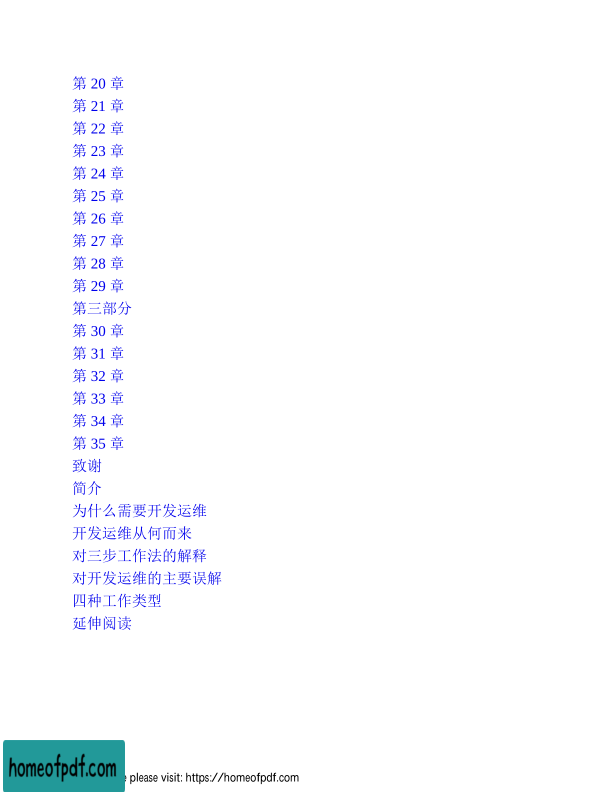 第 20 章
第 21 章
第 22 章
第 23 章
第 24 章
第 25 章
第 26 章
第 27 章
第 28 章
第 29 章
第三部分
第 30 章
第 31 章
第 32 章
第 33 章
第 34 章
第 35 章
致谢
简介
为什么需要开发运维
开发运维从何而来
对三步工作法的解释
对开发运维的主要误解
四种工作类型
延伸阅读
homeofpdf.com
please visit: https://homeofpdf.com